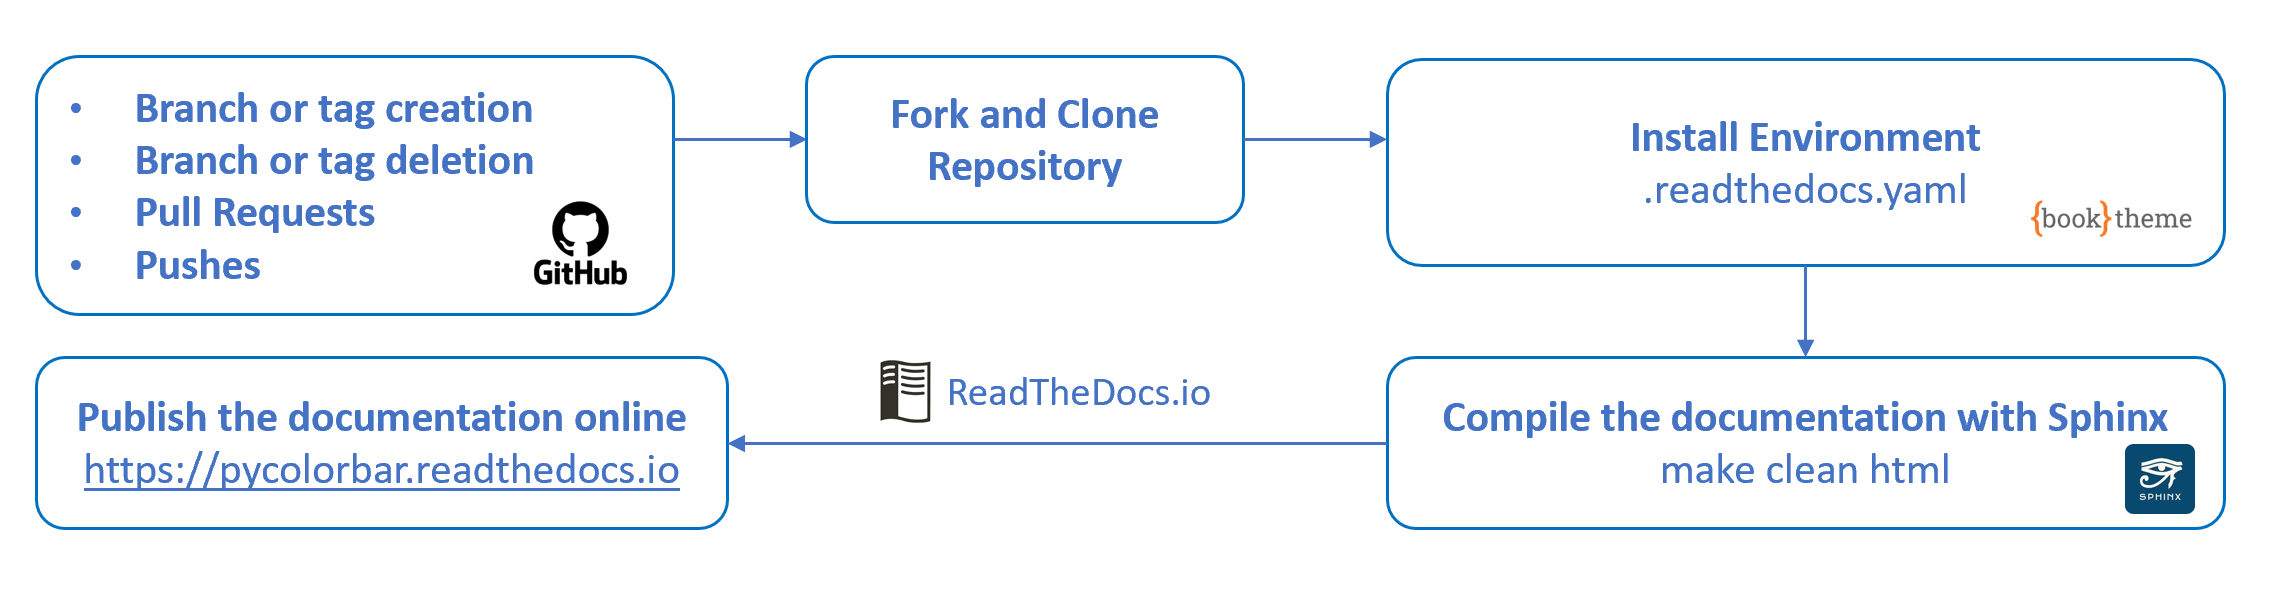 • Branch or tag creation
• Branch or tag deletion
• Pull Requests
• Pushes
GitHub
Fork and Clone
Repository
Install Environment
.readthedocs.yaml
{book}theme
Compile the documentation with Sphinx
make clean html
SPHINX
ReadTheDocs.io
Publish the documentation online
https://pycolorbar.readthedocs.io